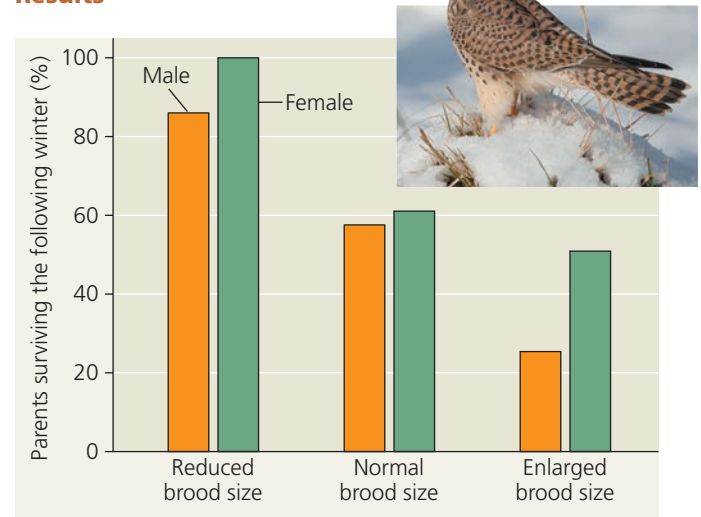 Results
Parents surviving the following winter (%)
100
80
60
40
20
0
Male
Female
Reduced
brood size
Normal
brood size
Enlarged
brood size